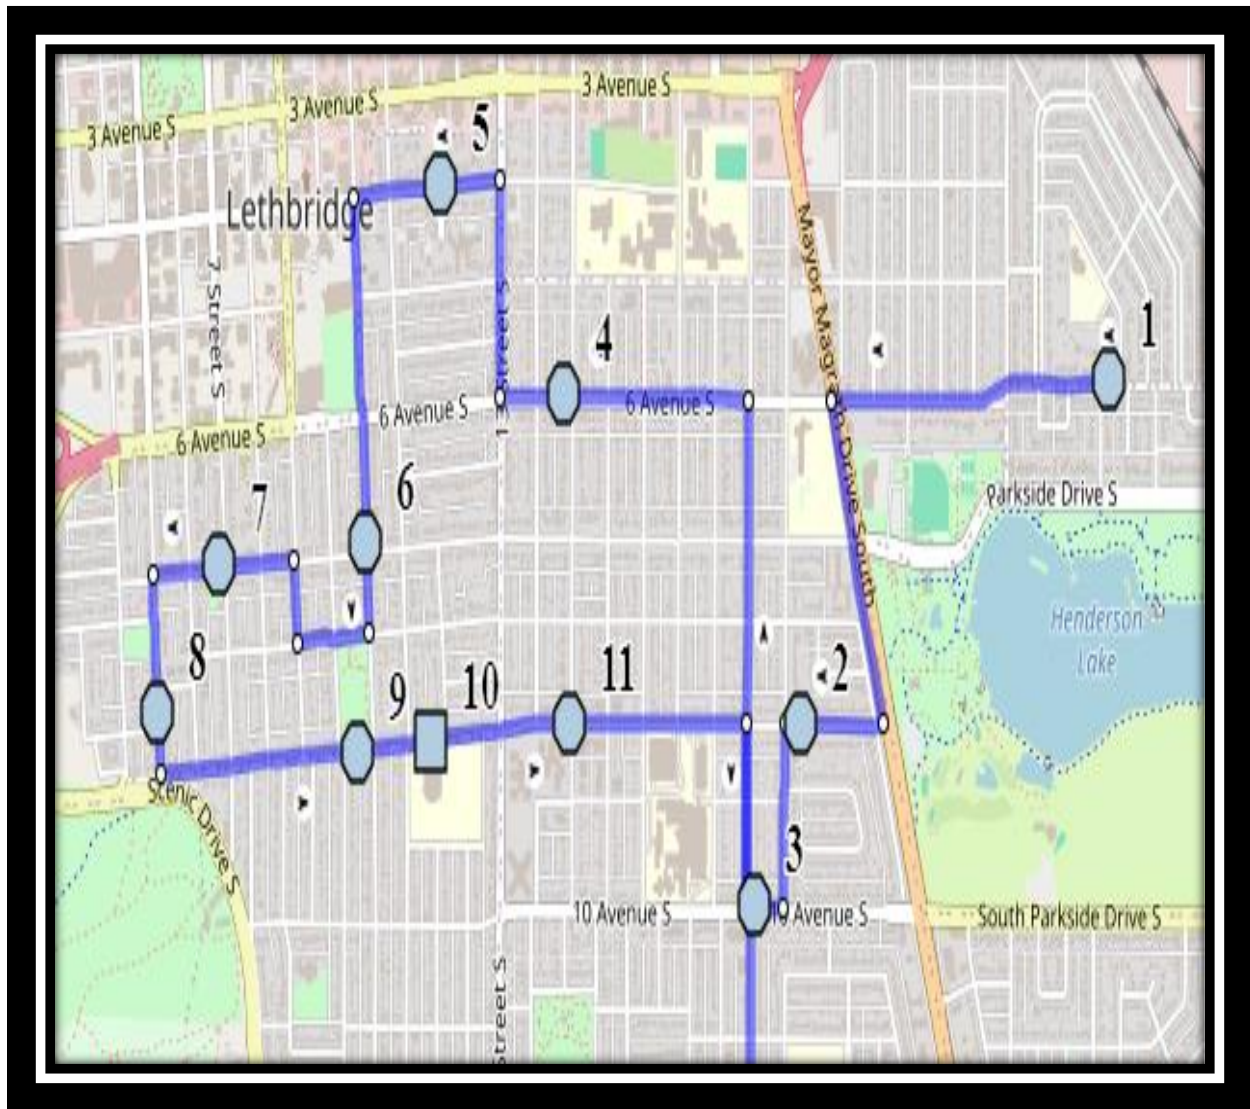 3 Avenue S
3 Avenue S
3 Avenue S
5
Lethbridge
Mayor Magrath Drive South
7 Street S
Street S
4
1
6 Avenue S
6 Avenue S
6 Avenue S
6
7
Parkside Drive S
Henderson
Lake
8
9
10
11
2
Scenic Drive S
3
10 Avenue S
10 Avenue S
South Parkside Drive S
Street S